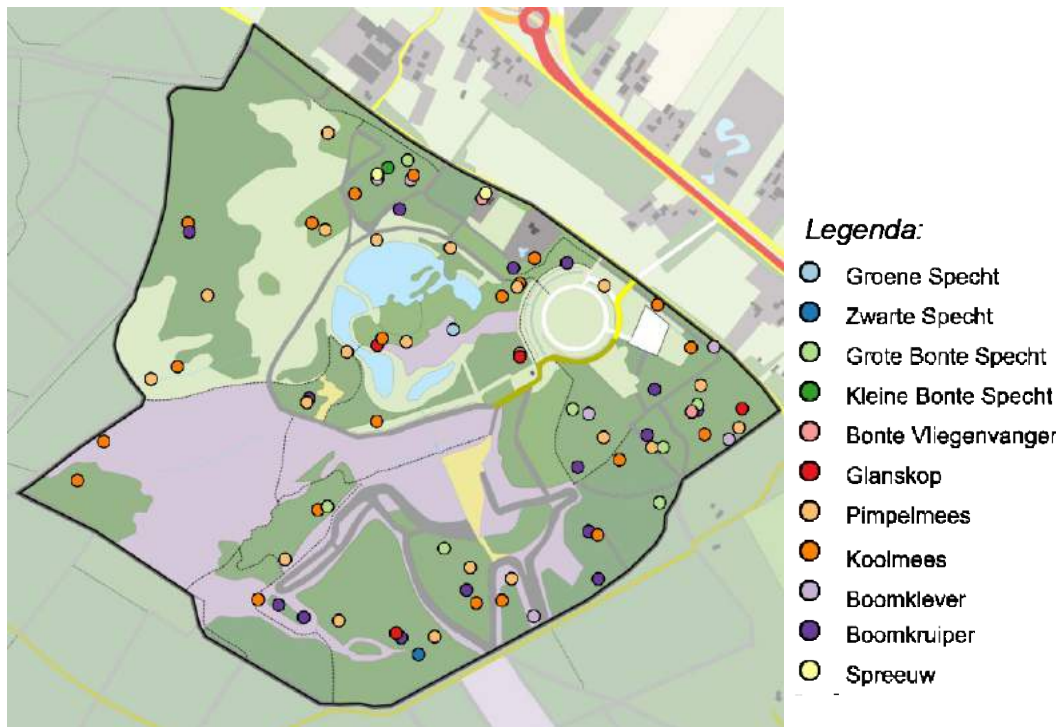 Legenda:
Groene Specht
Zwarte Specht
Grote Bonte Specht
Kleine Bonte Specht
Bonte Vliegenvanger
Glanskop
Pimpelmees
Koolmees
Boomklever
Boomkruiper
Spreeuw